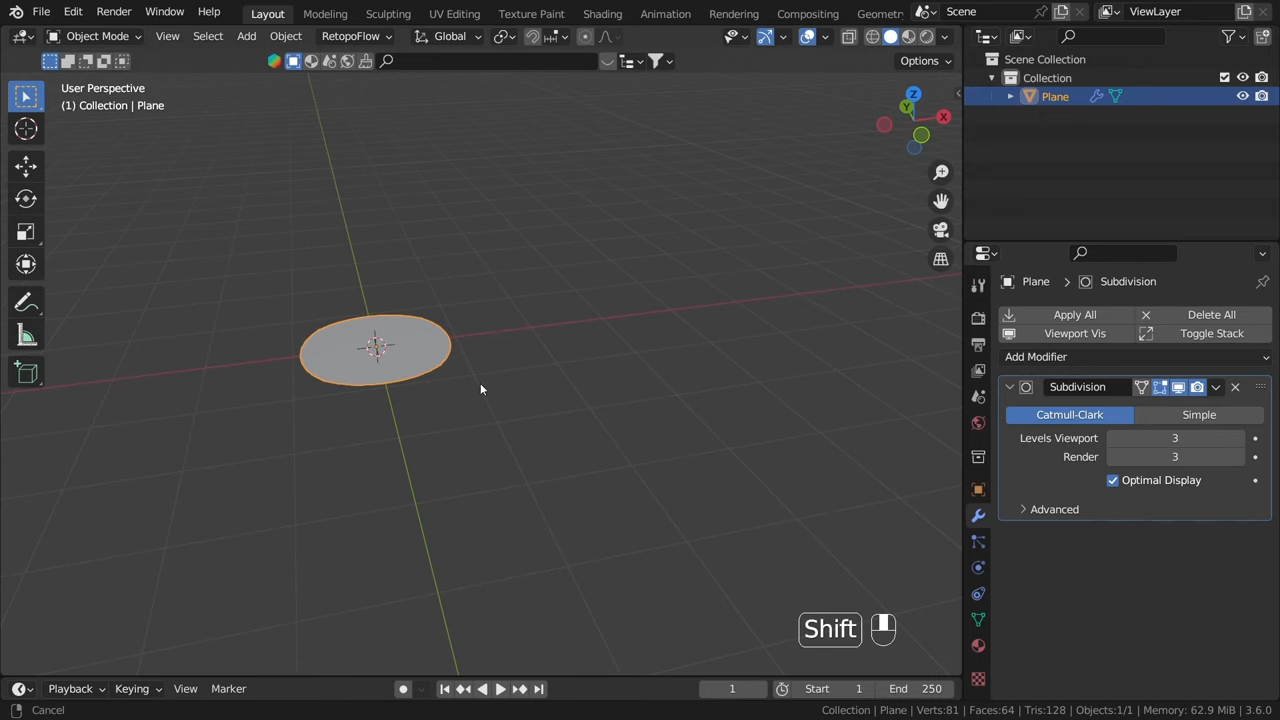 File Edit Render Window Help Layout Modeling Sculpting UV Editing Texture Paint Shading Animation Rendering Compositing Geometry Scene ViewLayer
Object Mode View Select Add Object RetopoFlow Global
Options
User Perspective
(1) Collection | Plane
Z
Y
X
Scene Collection
Collection
Plane
Plane > Subdivision
Apply All Delete All
Viewport Vis Toggle Stack
Add Modifier
Subdivision
Catmull-Clark Simple
Levels Viewport 3
Render 3
Optimal Display
Advanced
Shift
Playback Keying View Marker 1 Start 1 End 250
Cancel Collection | Plane | Verts:81 | Faces:64 | Tris:128 | Objects:1/1 | Memory: 62.9 MiB | 3.6.0